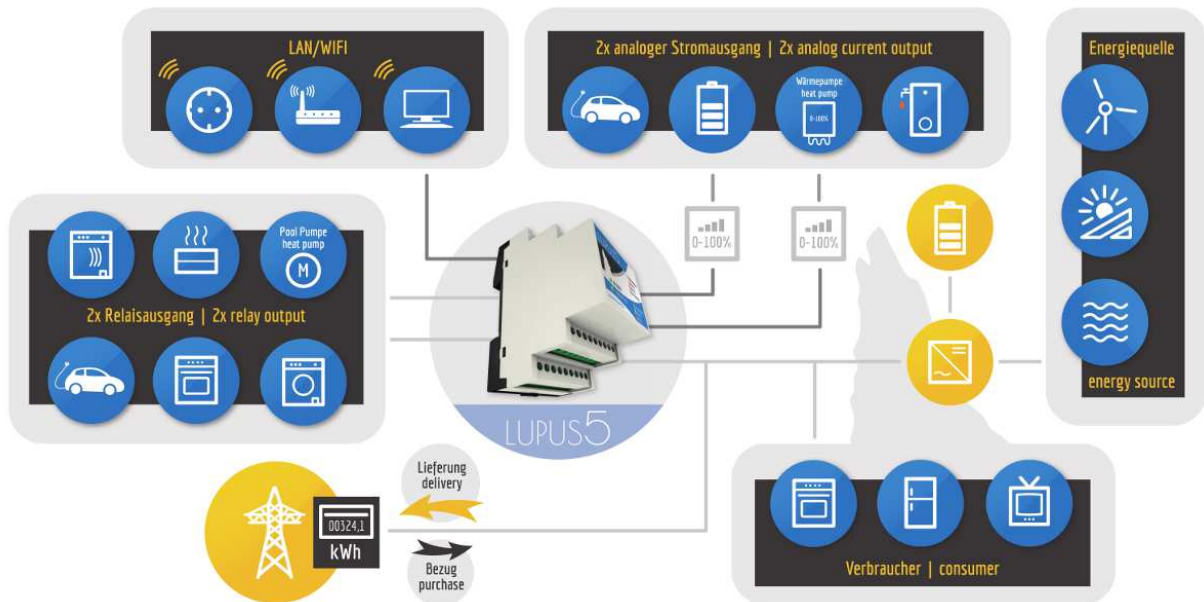 LAN/WIFI
2x analoger Stromausgang | 2x analog current output
Wärmepumpe
heat pump
0-100%
Energiequelle
energy source
Pool Pumpe
heat pump
M
2x Relaisausgang | 2x relay output
0-100%
0-100%
LUPUS5
Lieferung
delivery
00324,1
kWh
Bezug
purchase
Verbraucher | consumer